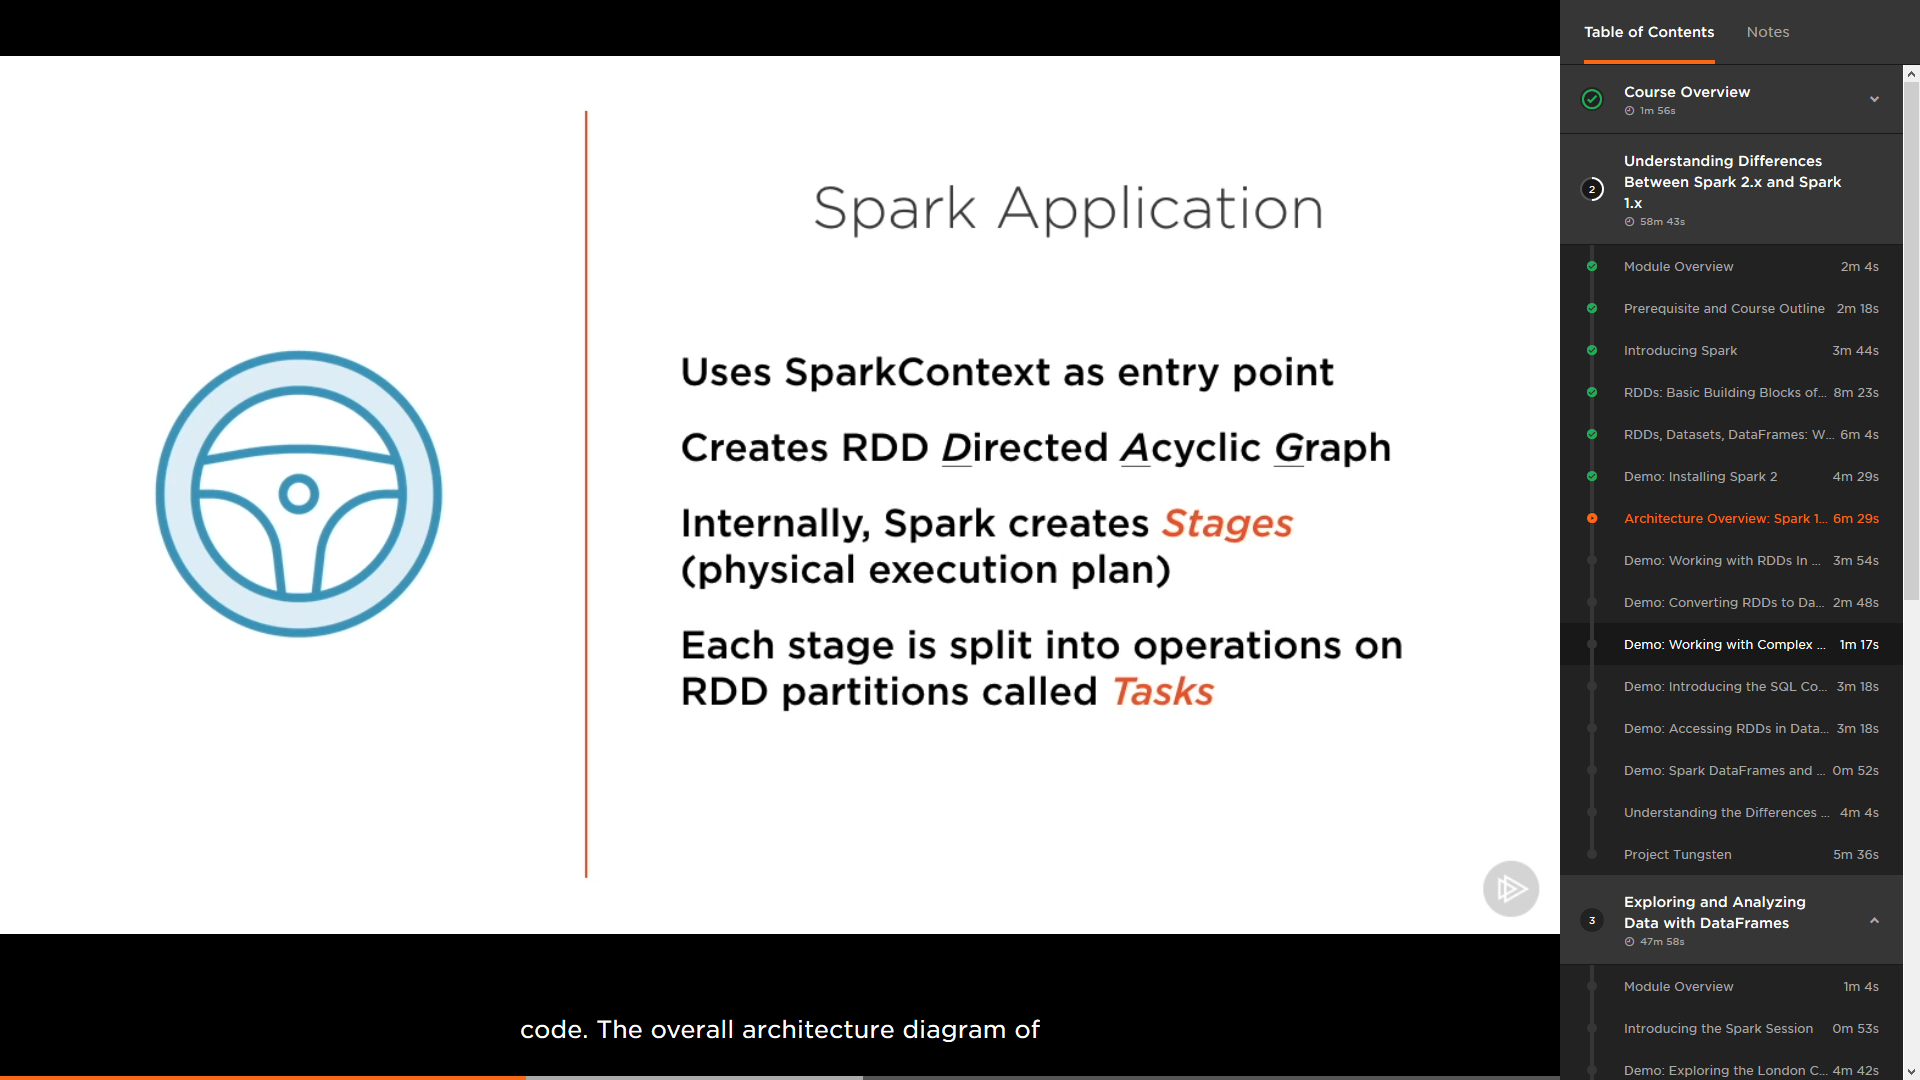 Spark Application
Uses SparkContext as entry point
Creates RDD Directed Acyclic Graph
Internally, Spark creates Stages
(physical execution plan)
Each stage is split into operations on
RDD partitions called Tasks
code. The overall architecture diagram of
Table of Contents
Notes
Course Overview
1m 56s
2
Understanding Differences
Between Spark 2.x and Spark
1.x
58m 43s
Module Overview 2m 4s
Prerequisite and Course Outline 2m 18s
Introducing Spark 3m 44s
RDDs: Basic Building Blocks of... 8m 23s
RDDs, Datasets, DataFrames: W... 6m 4s
Demo: Installing Spark 2 4m 29s
Architecture Overview: Spark 1... 6m 29s
Demo: Working with RDDs In ... 3m 54s
Demo: Converting RDDs to Da... 2m 48s
Demo: Working with Complex ... 1m 17s
Demo: Introducing the SQL Co... 3m 18s
Demo: Accessing RDDs in Data... 3m 18s
Demo: Spark DataFrames and ... 0m 52s
Understanding the Differences ... 4m 4s
Project Tungsten 5m 36s
3
Exploring and Analyzing
Data with DataFrames
47m 58s
Module Overview 1m 4s
Introducing the Spark Session 0m 53s
Demo: Exploring the London C... 4m 42s